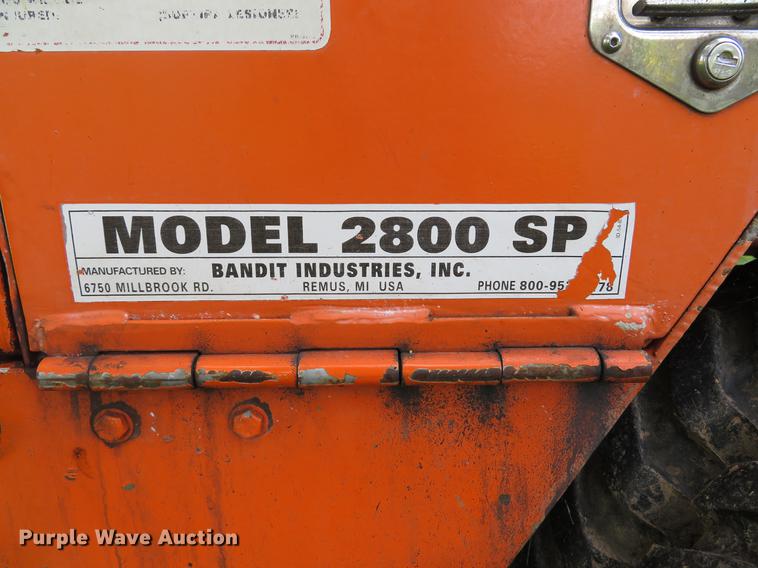 MODEL 2800 SP
MANUFACTURED BY: BANDIT INDUSTRIES, INC.
6750 MILLBROOK RD. REMUS, MI USA PHONE 800-95 78
Purple Wave Auction